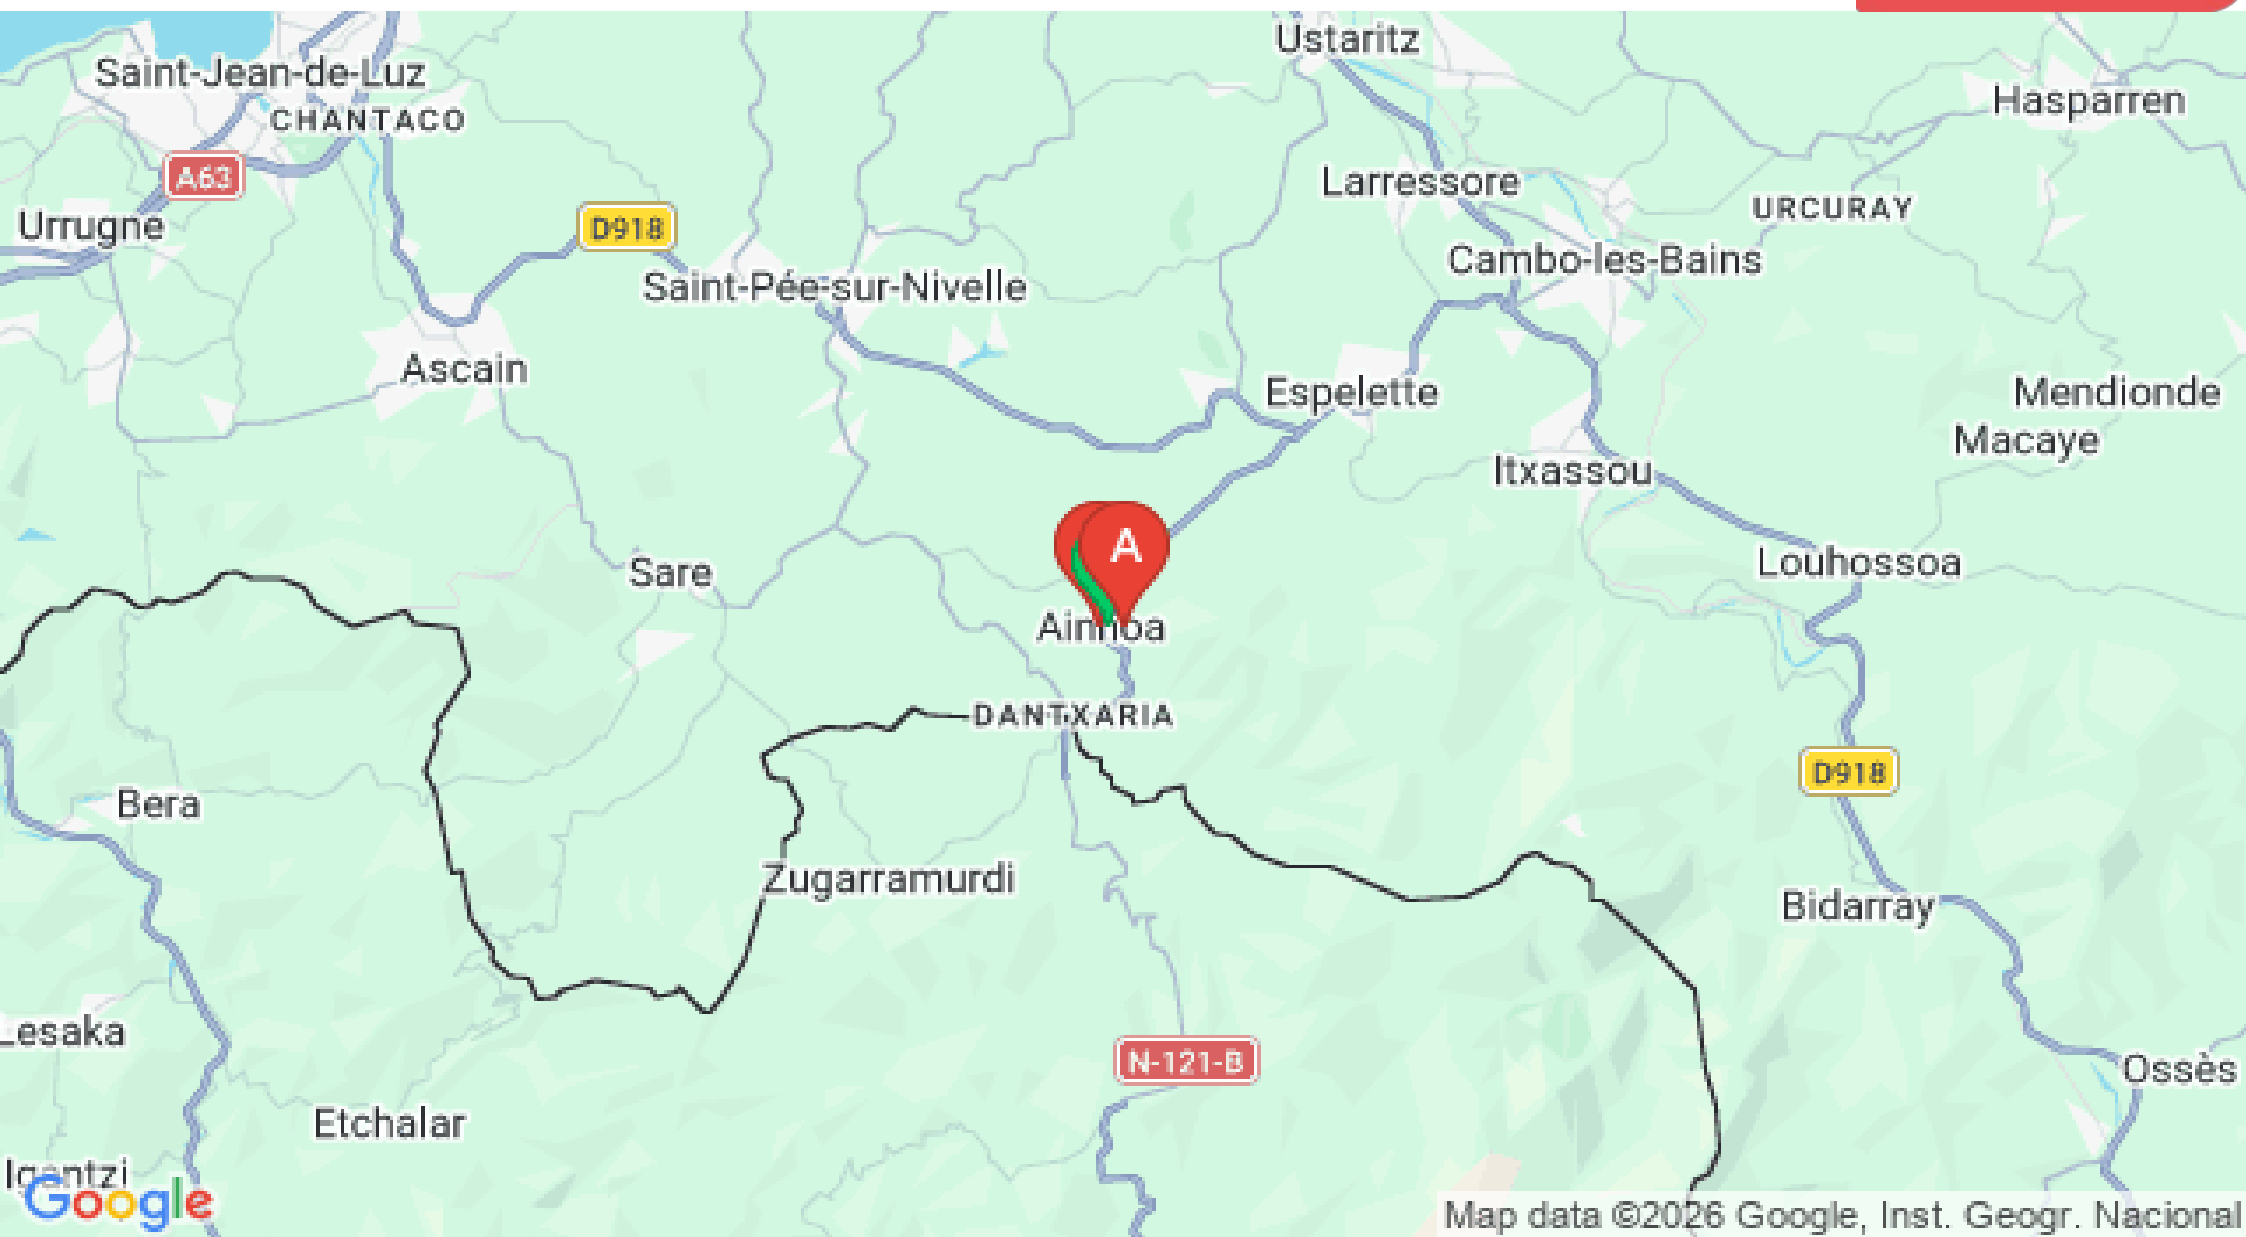 Ustaritz
Saint-Jean-de-Luz
Hasparren
CHANTACO
A63
Larressore
URCURAY
Urrugne
D918
Cambo-les-Bains
Saint-Pée-sur-Nivelle
Ascain
Espelette
Mendionde
Macaye
Itxassou
A
Louhossoa
Sare
Ainhoa
DANTXARIA
D918
Bera
Zugarramurdi
Bidarray
Lesaka
N-121-B
Ossès
Etchalar
Igantzi
Google
Map data ©2026 Google, Inst. Geogr. Nacional